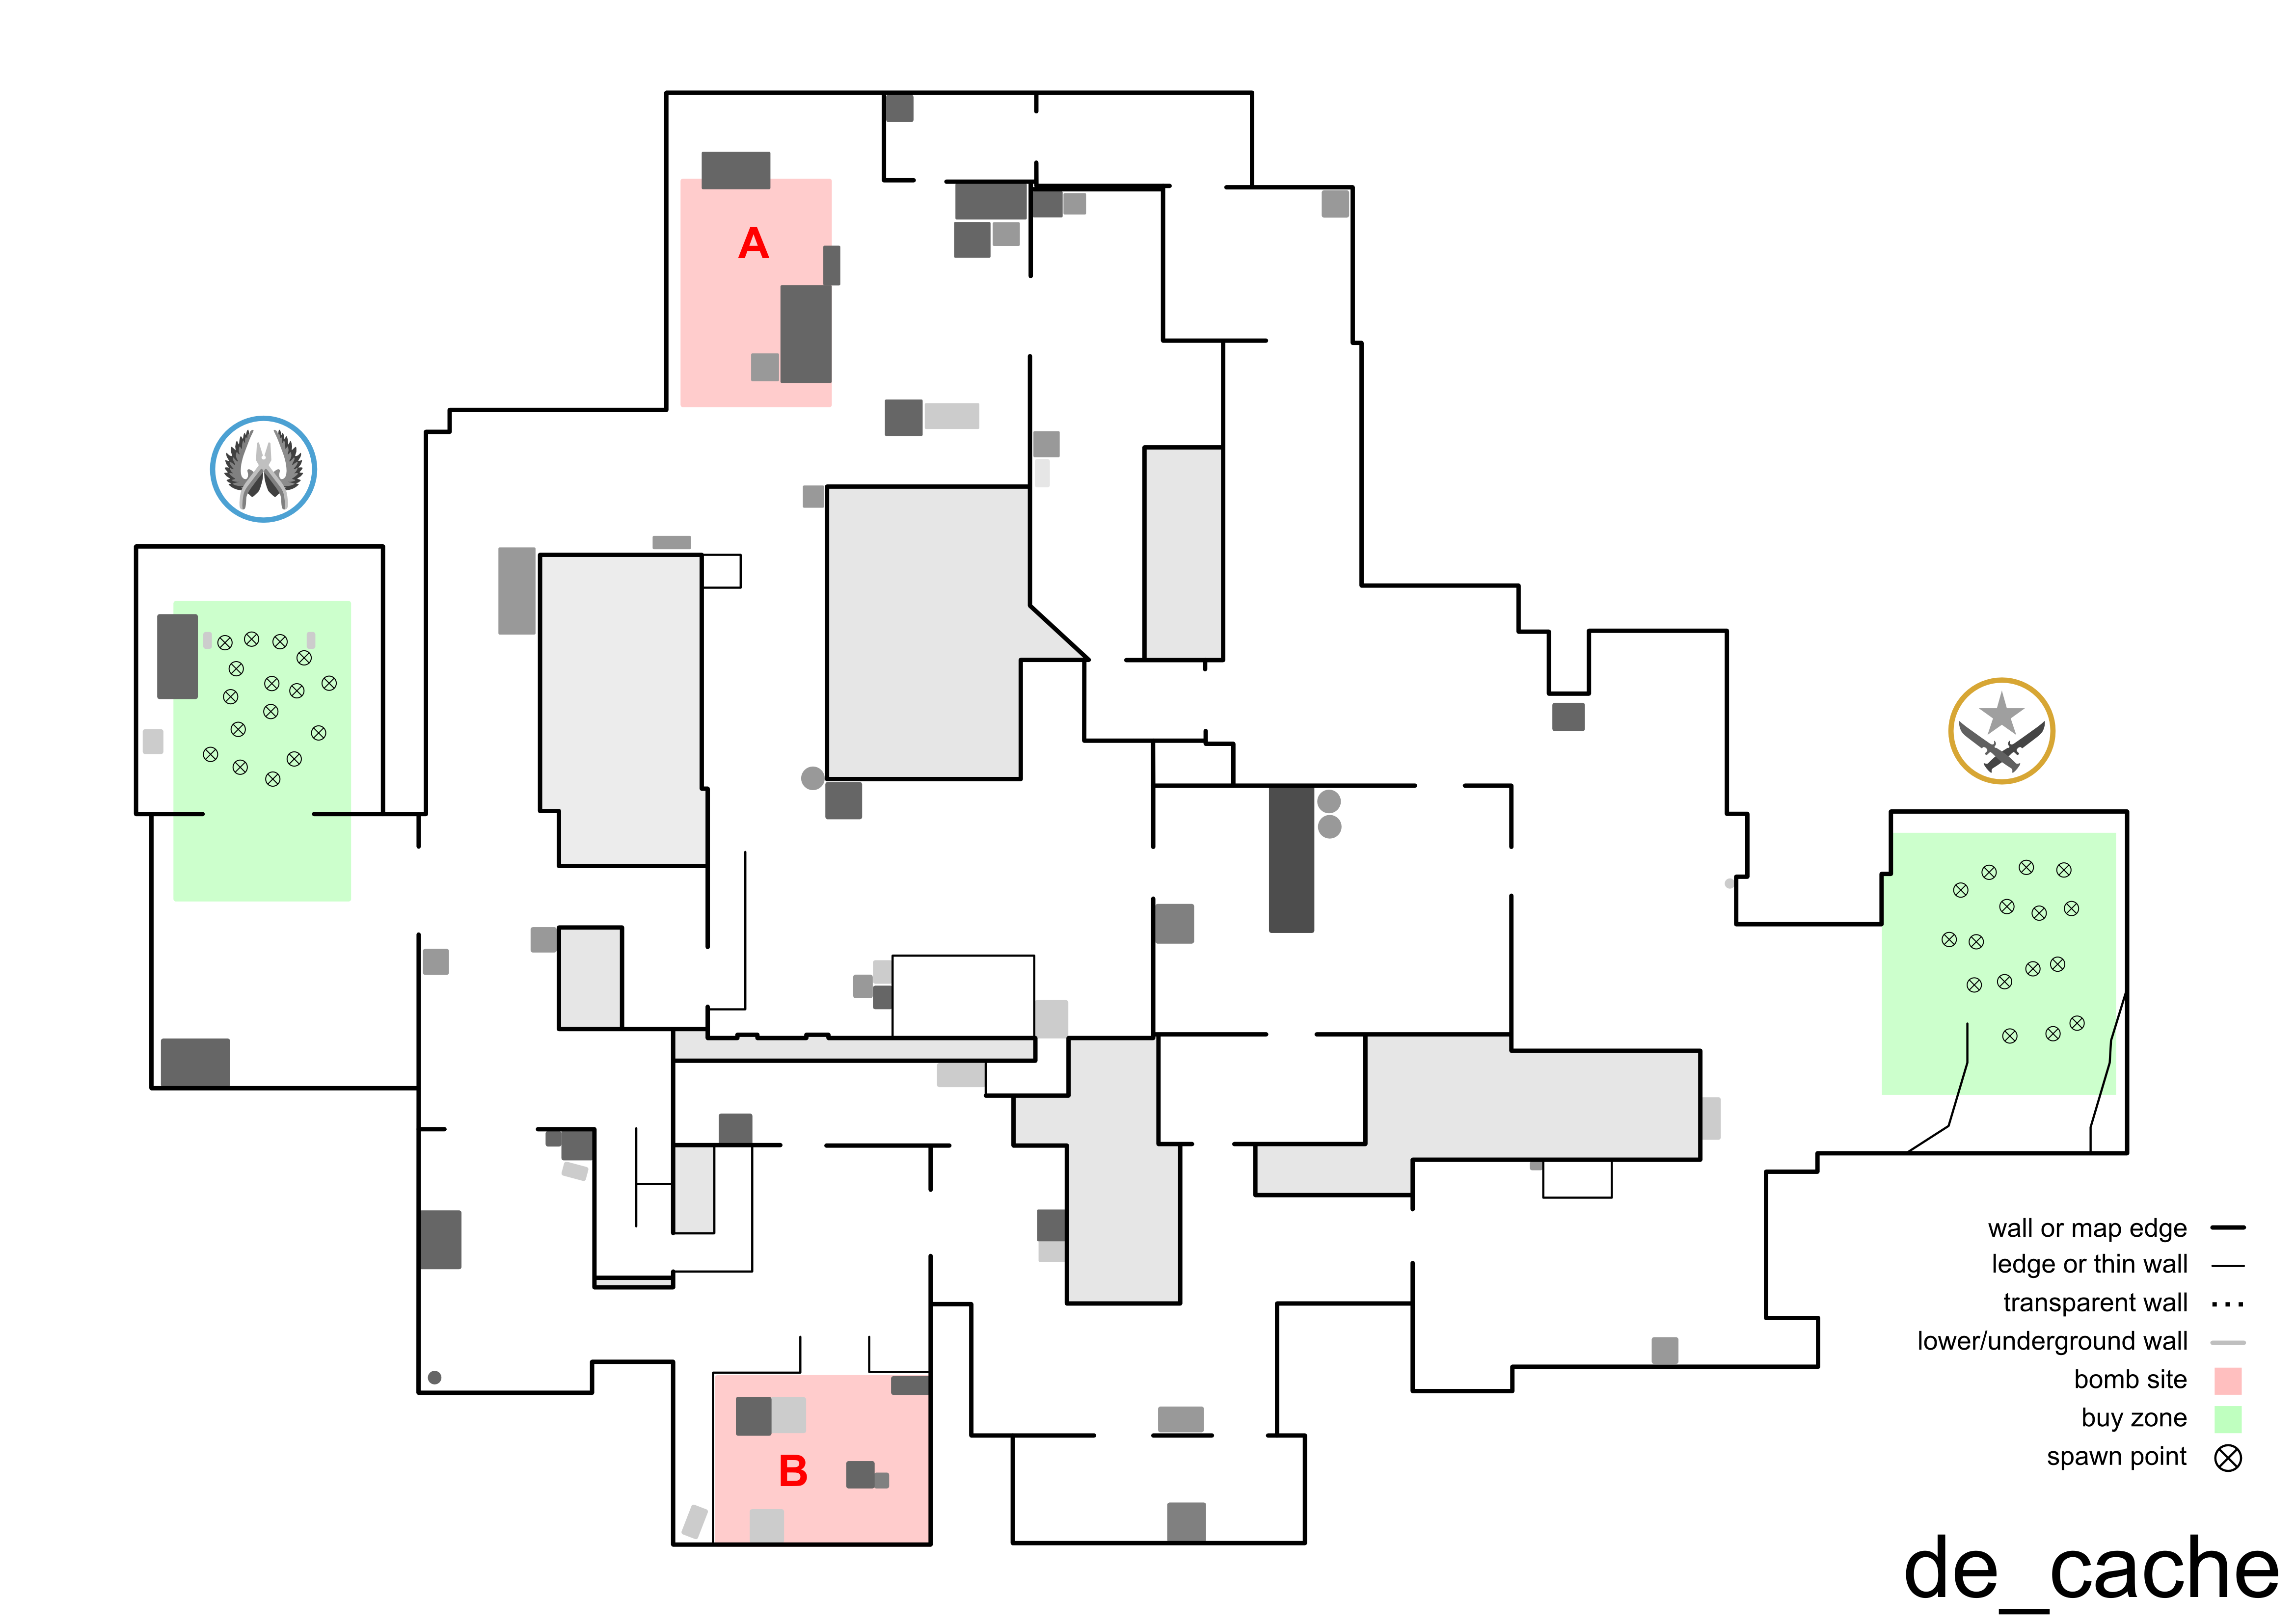 A
B
wall or map edge
ledge or thin wall
transparent wall
lower/underground wall
bomb site
buy zone
spawn point
de_cache